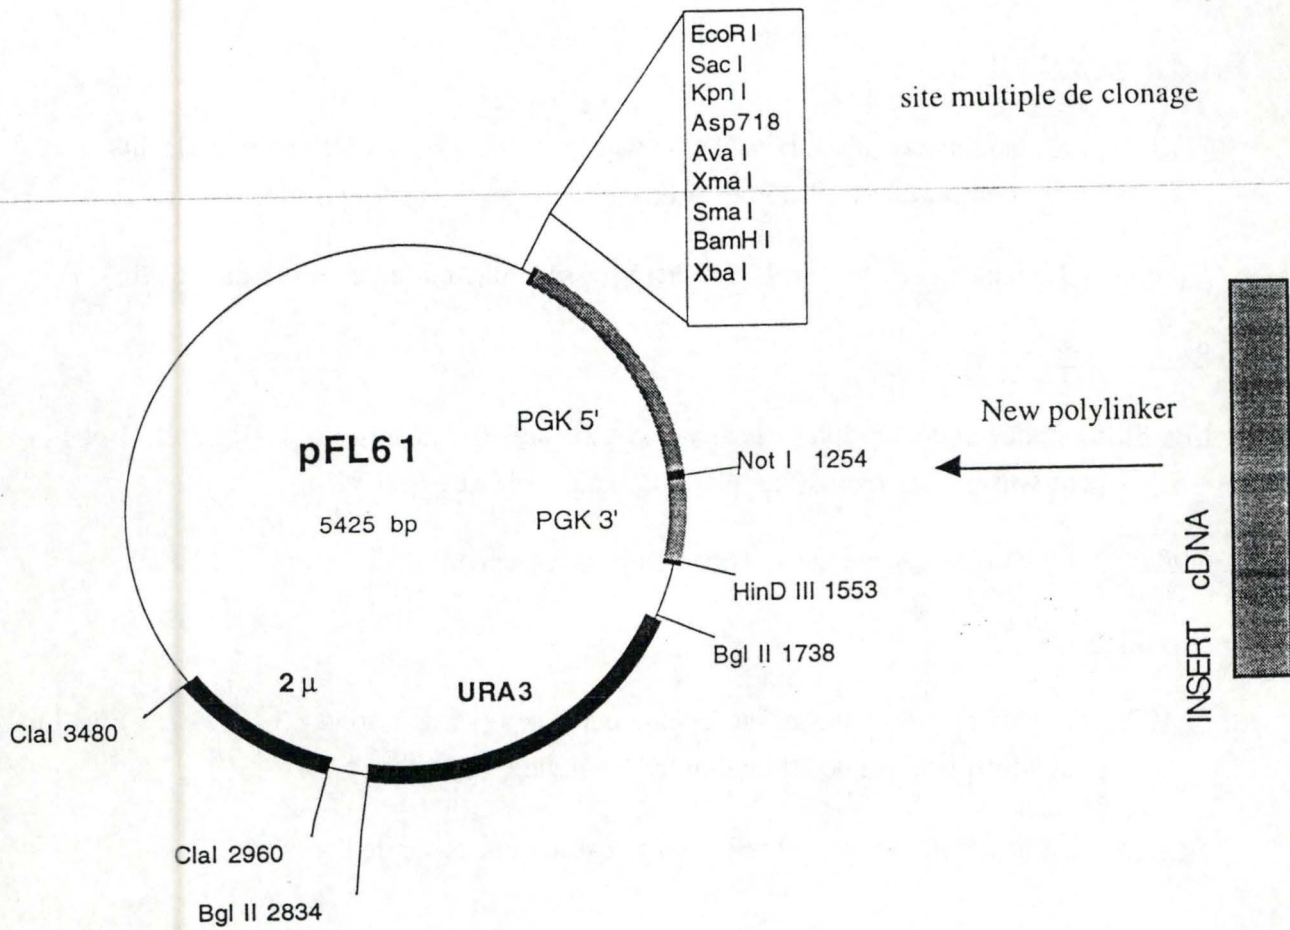 EcoR I
Sac I
Kpn I
Asp718
Ava I
Xma I
Sma I
BamH I
Xba I
site multiple de clonage
PGK 5'
New polylinker
pFL61
Not I 1254
5425 bp
PGK 3'
INSERT cDNA
HinD III 1553
Bgl II 1738
2 µ
URA3
ClaI 3480
ClaI 2960
Bgl II 2834